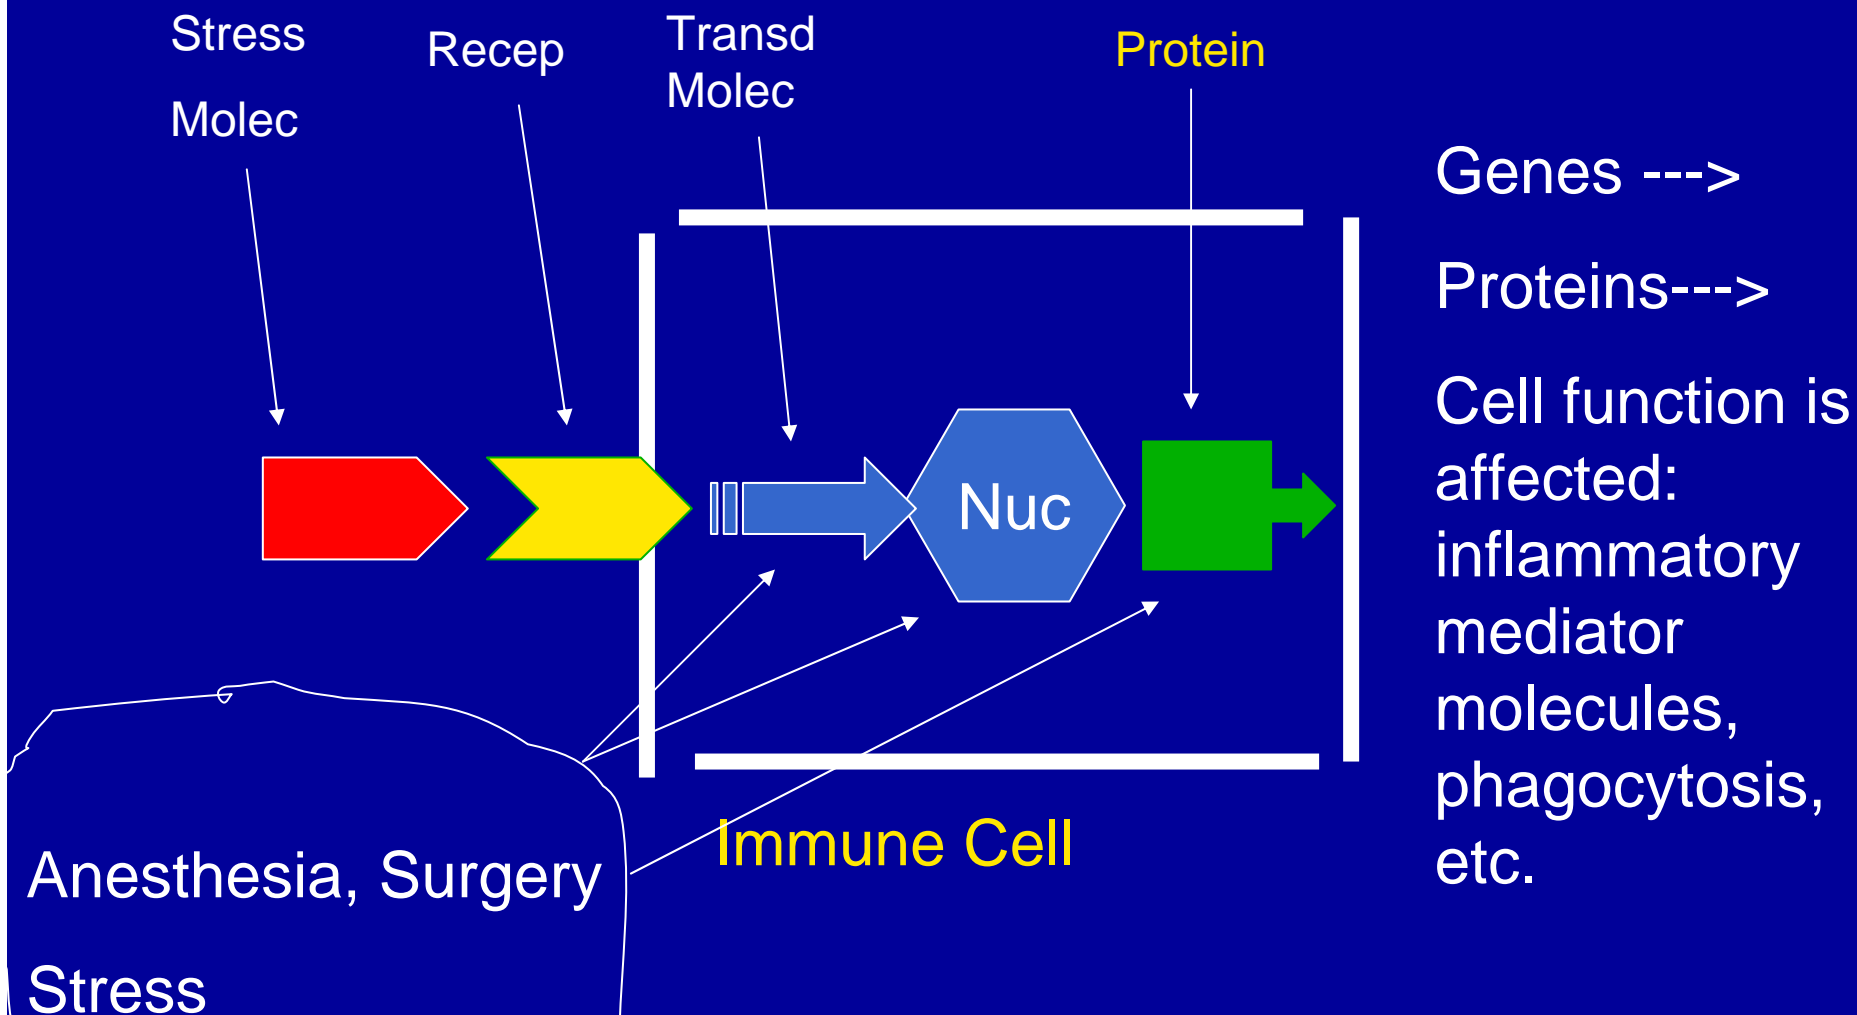 Stress
Molec
Recep
Transd
Molec
Protein
Genes --->
Proteins--->
Cell function is
affected:
inflammatory
mediator
molecules,
phagocytosis,
etc.
Nuc
Immune Cell
Anesthesia, Surgery
Stress